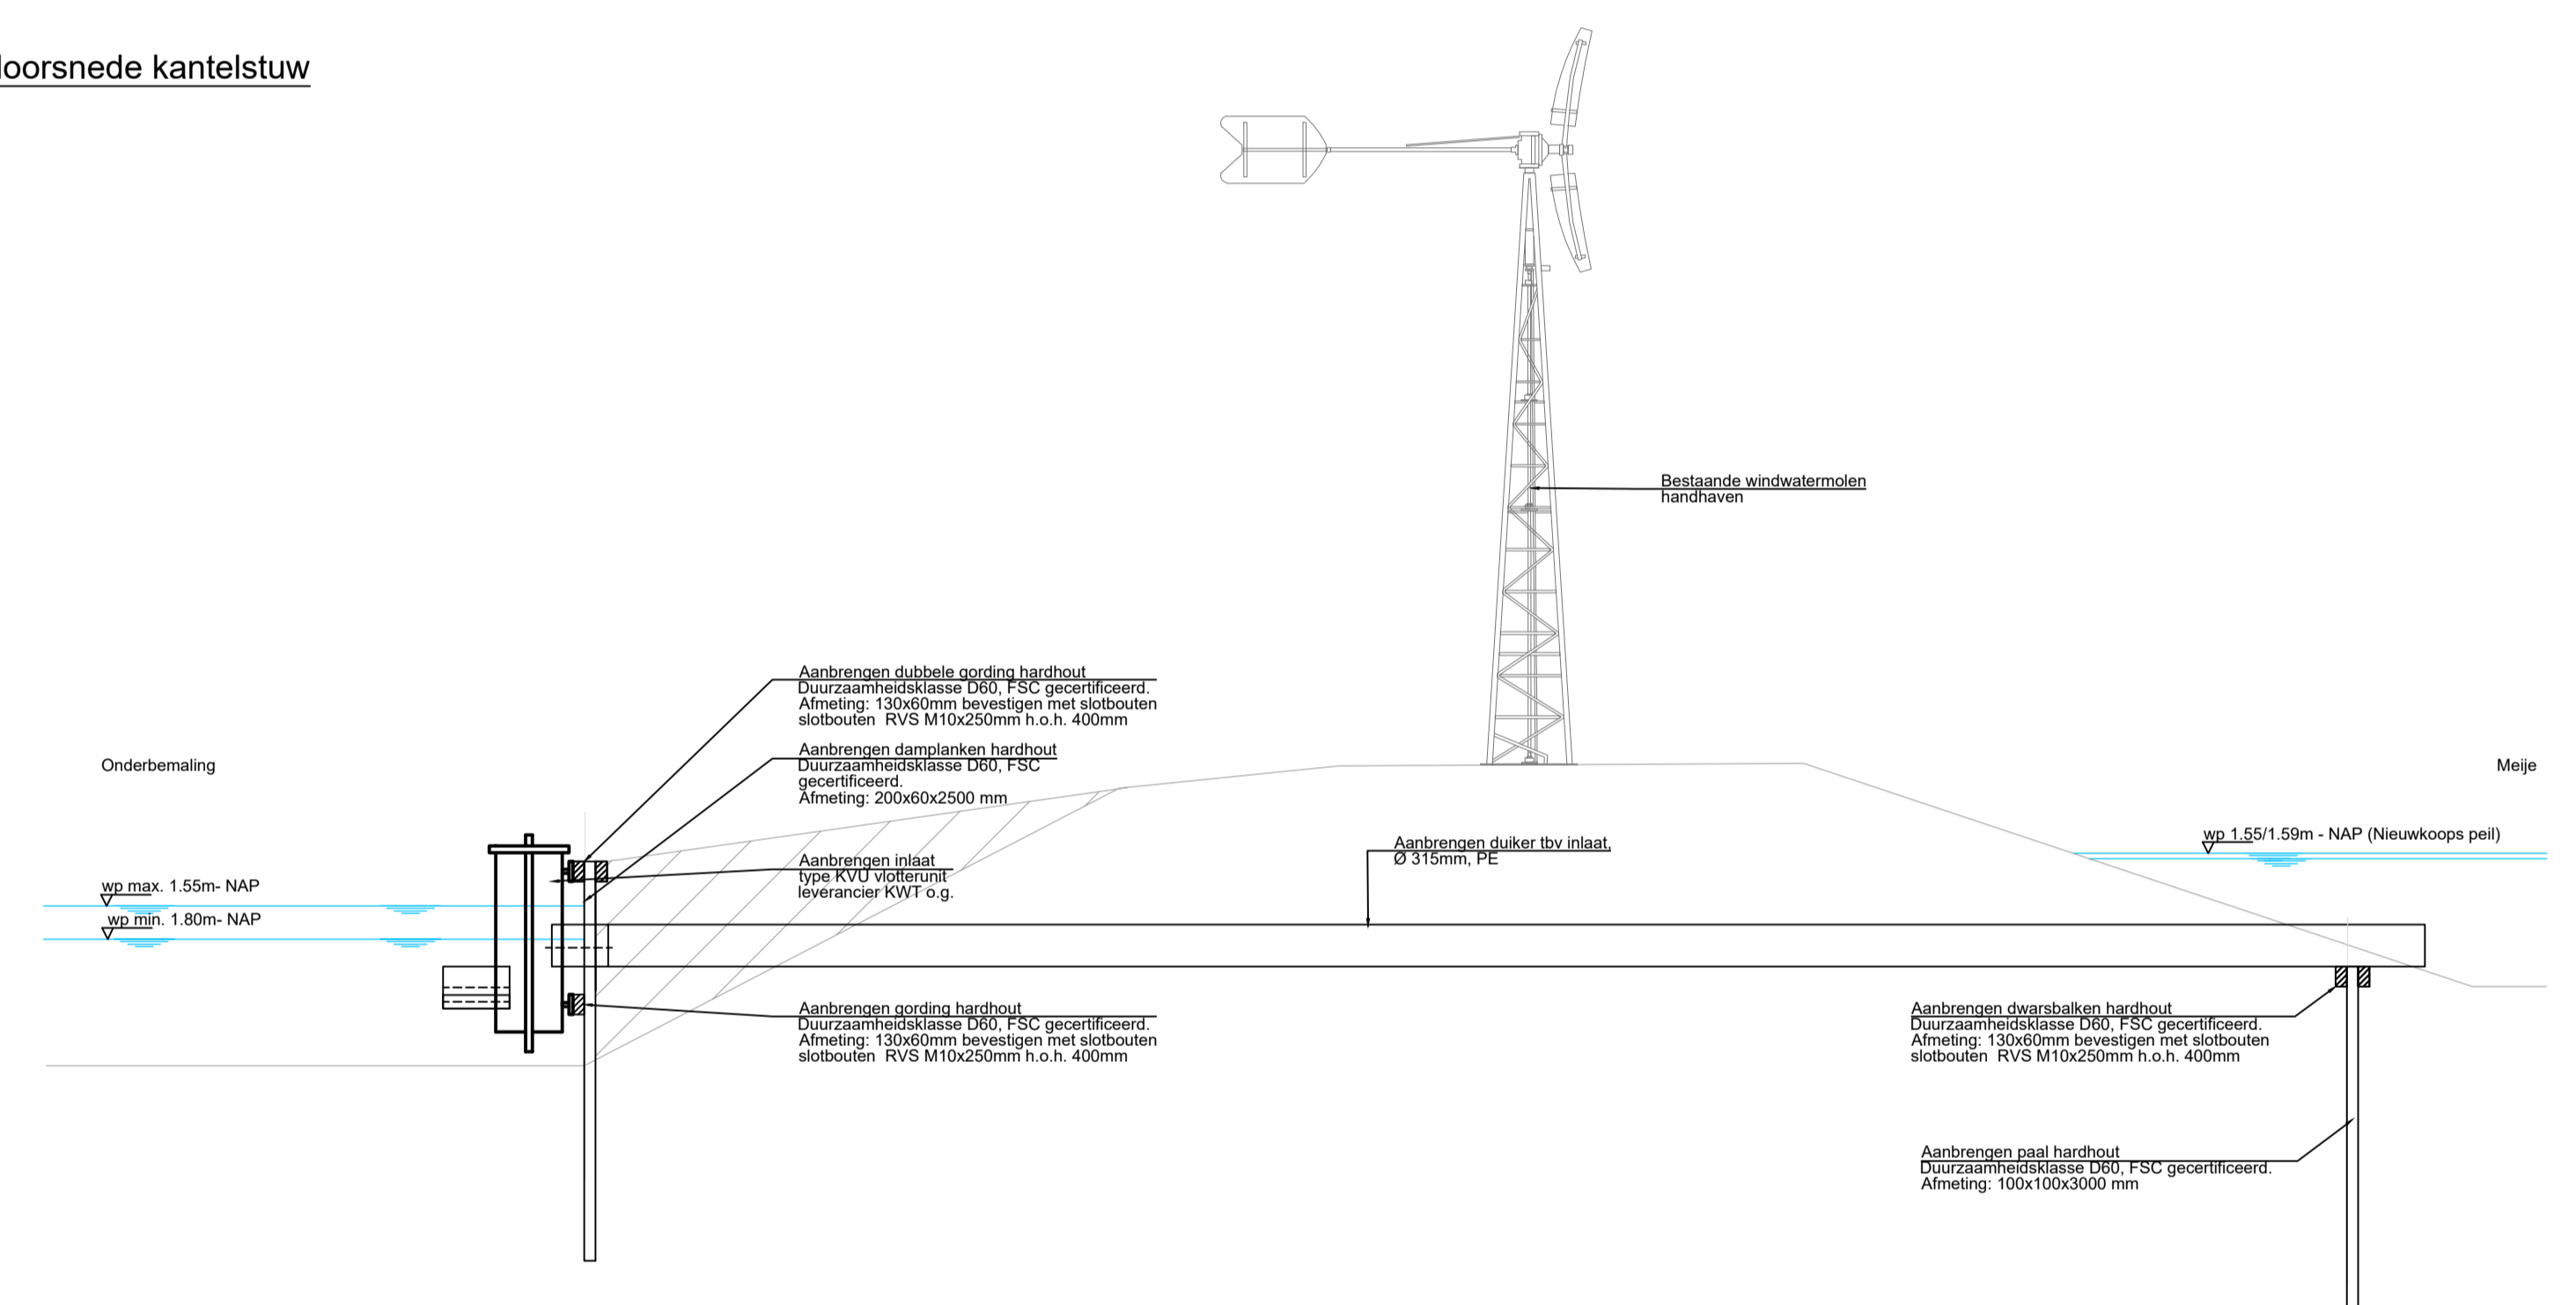 loorsnede kantelstuw
Bestaande windwatermolen
handhaven
Aanbrengen dubbele gording hardhout
Duurzaamheidsklasse D60, FSC gecertificeerd.
Afmeting: 130x60mm bevestigen met slotbouten
slotbouten  RVS M10x250mm h.o.h. 400mm
Aanbrengen damplanken hardhout
Duurzaamheidsklasse D60, FSC
gecertificeerd.
Afmeting: 200x60x2500 mm
Onderbemaling
Meije
wp 1.55/1.59m - NAP (Nieuwkoops peil)
Aanbrengen duiker tbv inlaat,
Ø 315mm, PE
Aanbrengen inlaat
type KVU vlotterunit
leverancier KWT o.g.
wp max. 1.55m- NAP
wp min. 1.80m- NAP
Aanbrengen gording hardhout
Duurzaamheidsklasse D60, FSC gecertificeerd.
Afmeting: 130x60mm bevestigen met slotbouten
slotbouten  RVS M10x250mm h.o.h. 400mm
Aanbrengen dwarsbalken hardhout
Duurzaamheidsklasse D60, FSC gecertificeerd.
Afmeting: 130x60mm bevestigen met slotbouten
slotbouten  RVS M10x250mm h.o.h. 400mm
Aanbrengen paal hardhout
Duurzaamheidsklasse D60, FSC gecertificeerd.
Afmeting: 100x100x3000 mm